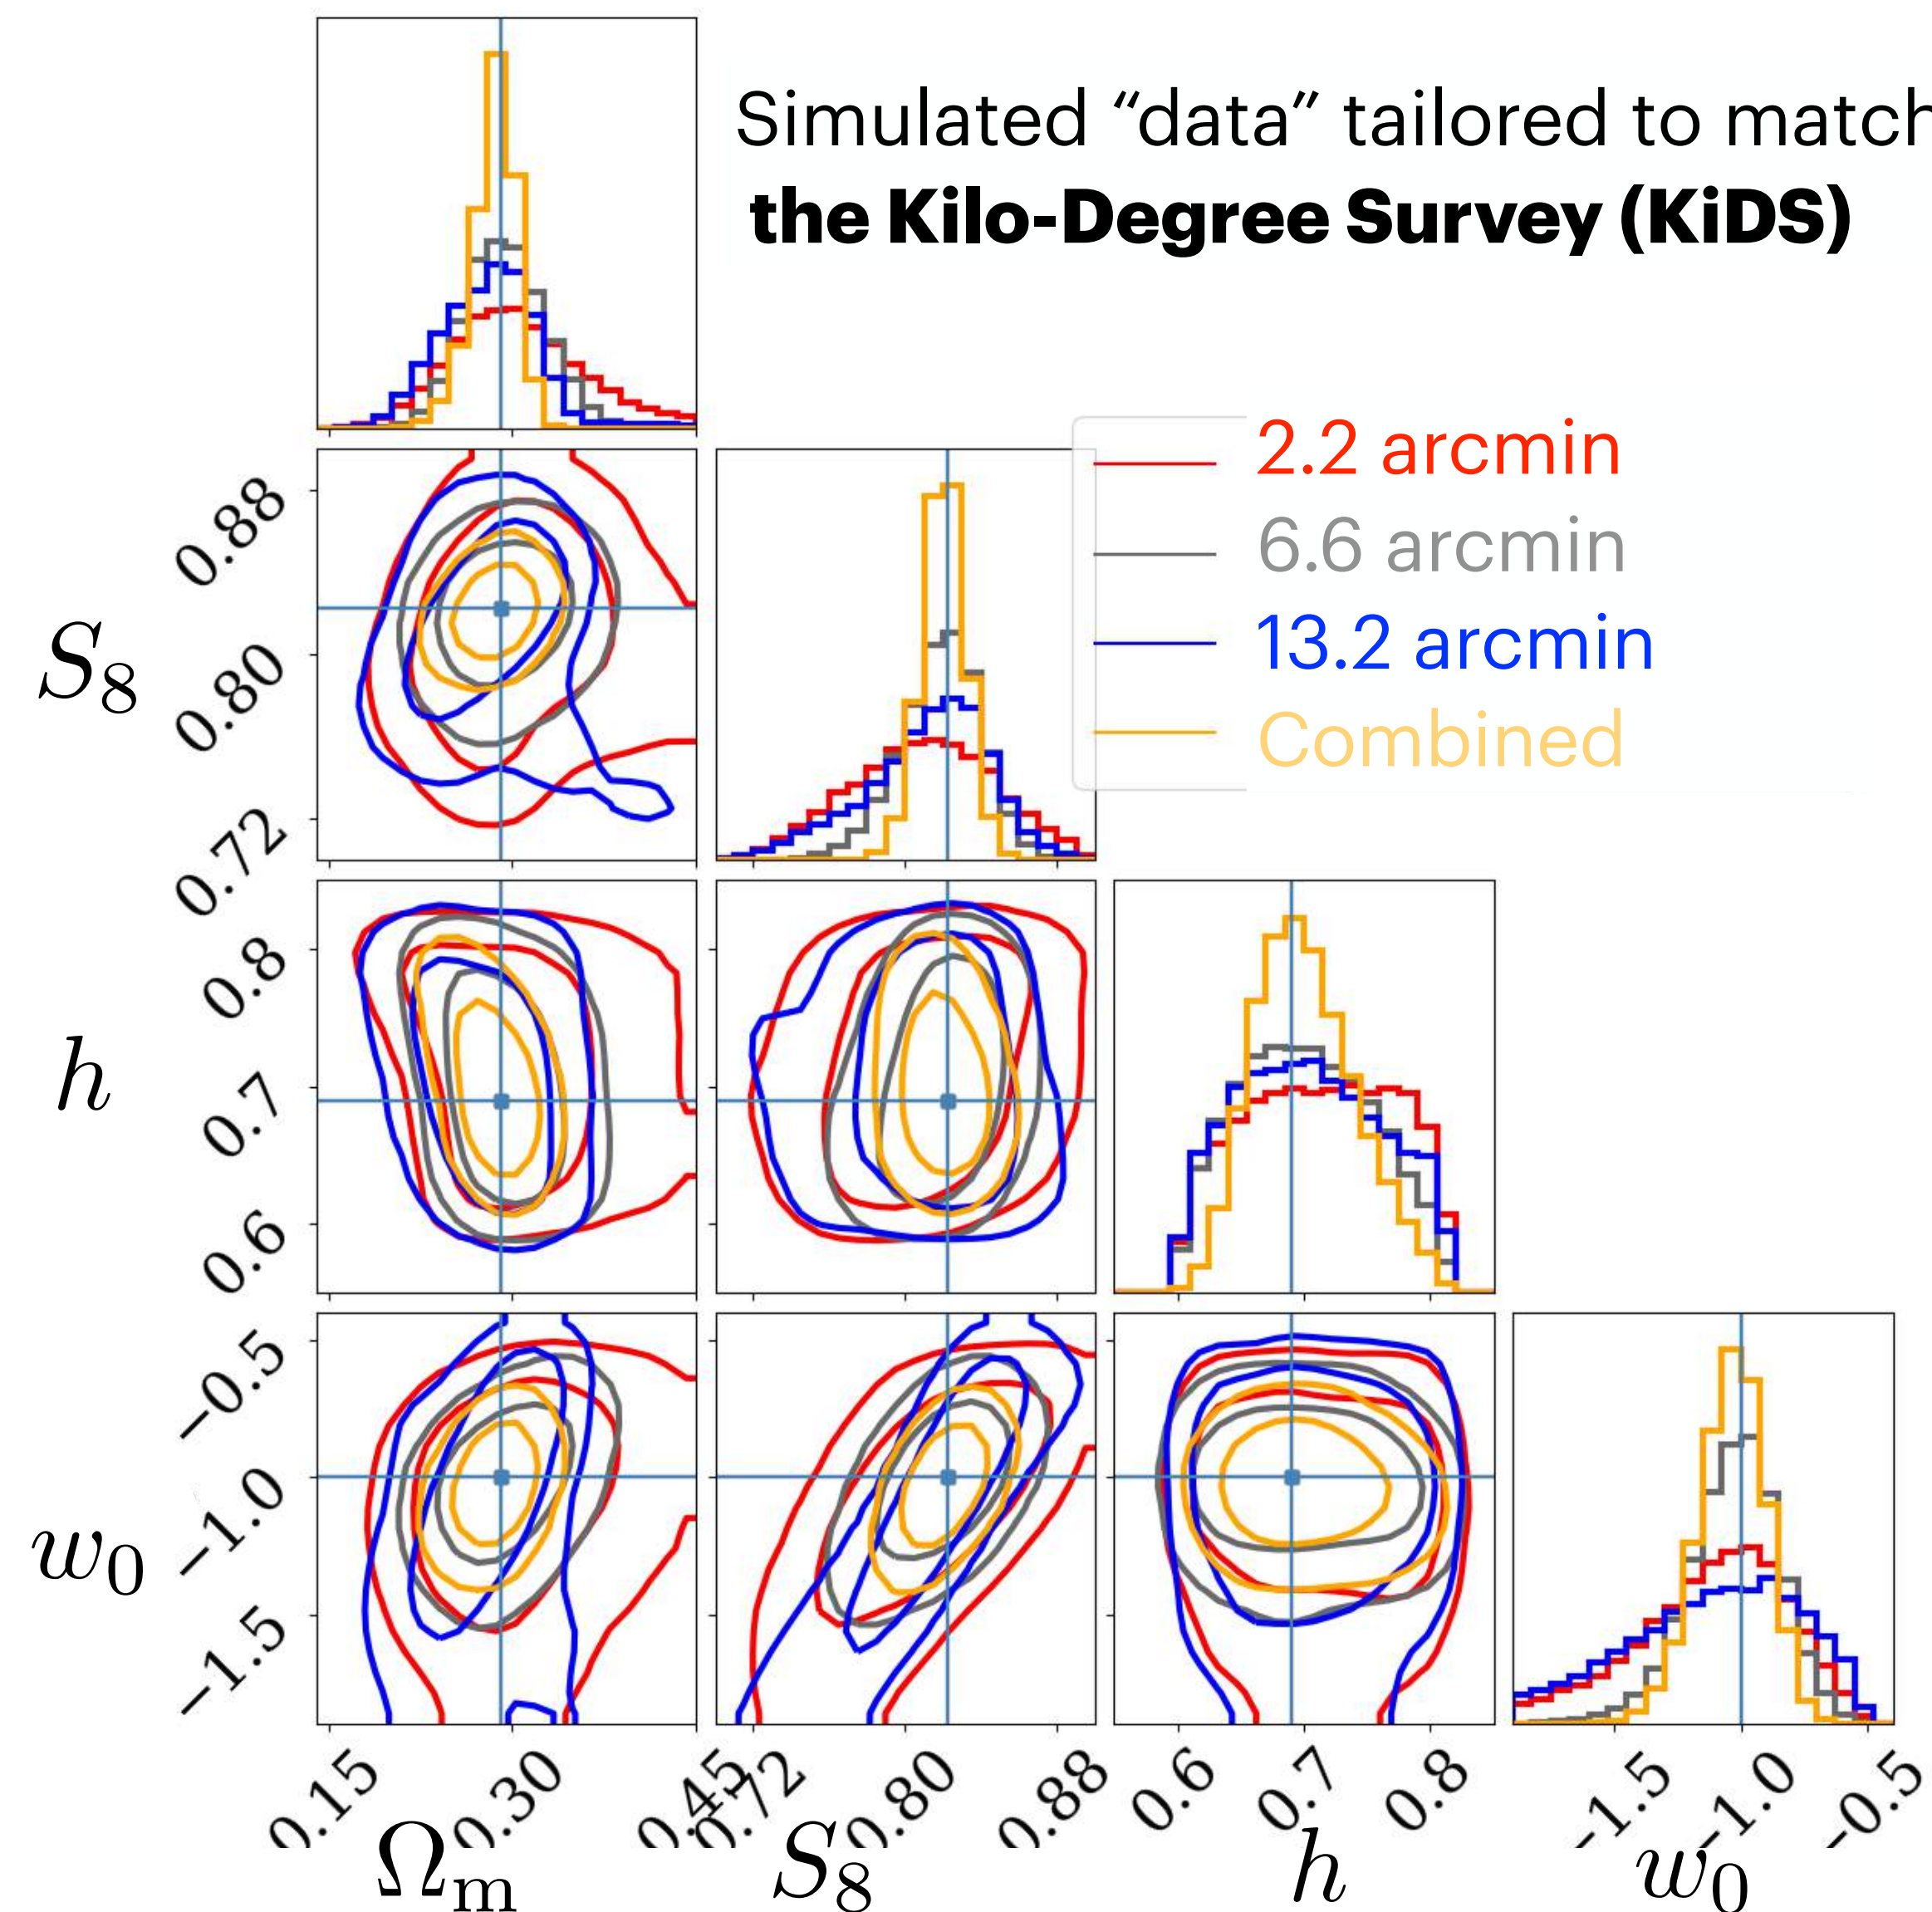 Simulated “data” tailored to match
the Kilo-Degree Survey (KiDS)
2.2 arcmin
6.6 arcmin
13.2 arcmin
Combined
0.88
0.80
0.72
S₈
0.8
0.7
0.6
h
−0.5
−1.0
−1.5
w₀
0.15 0.30 0.45 0.72 0.80 0.88 0.6 0.7 0.8 −1.5 −1.0 −0.5
Ωₘ S₈ h w₀